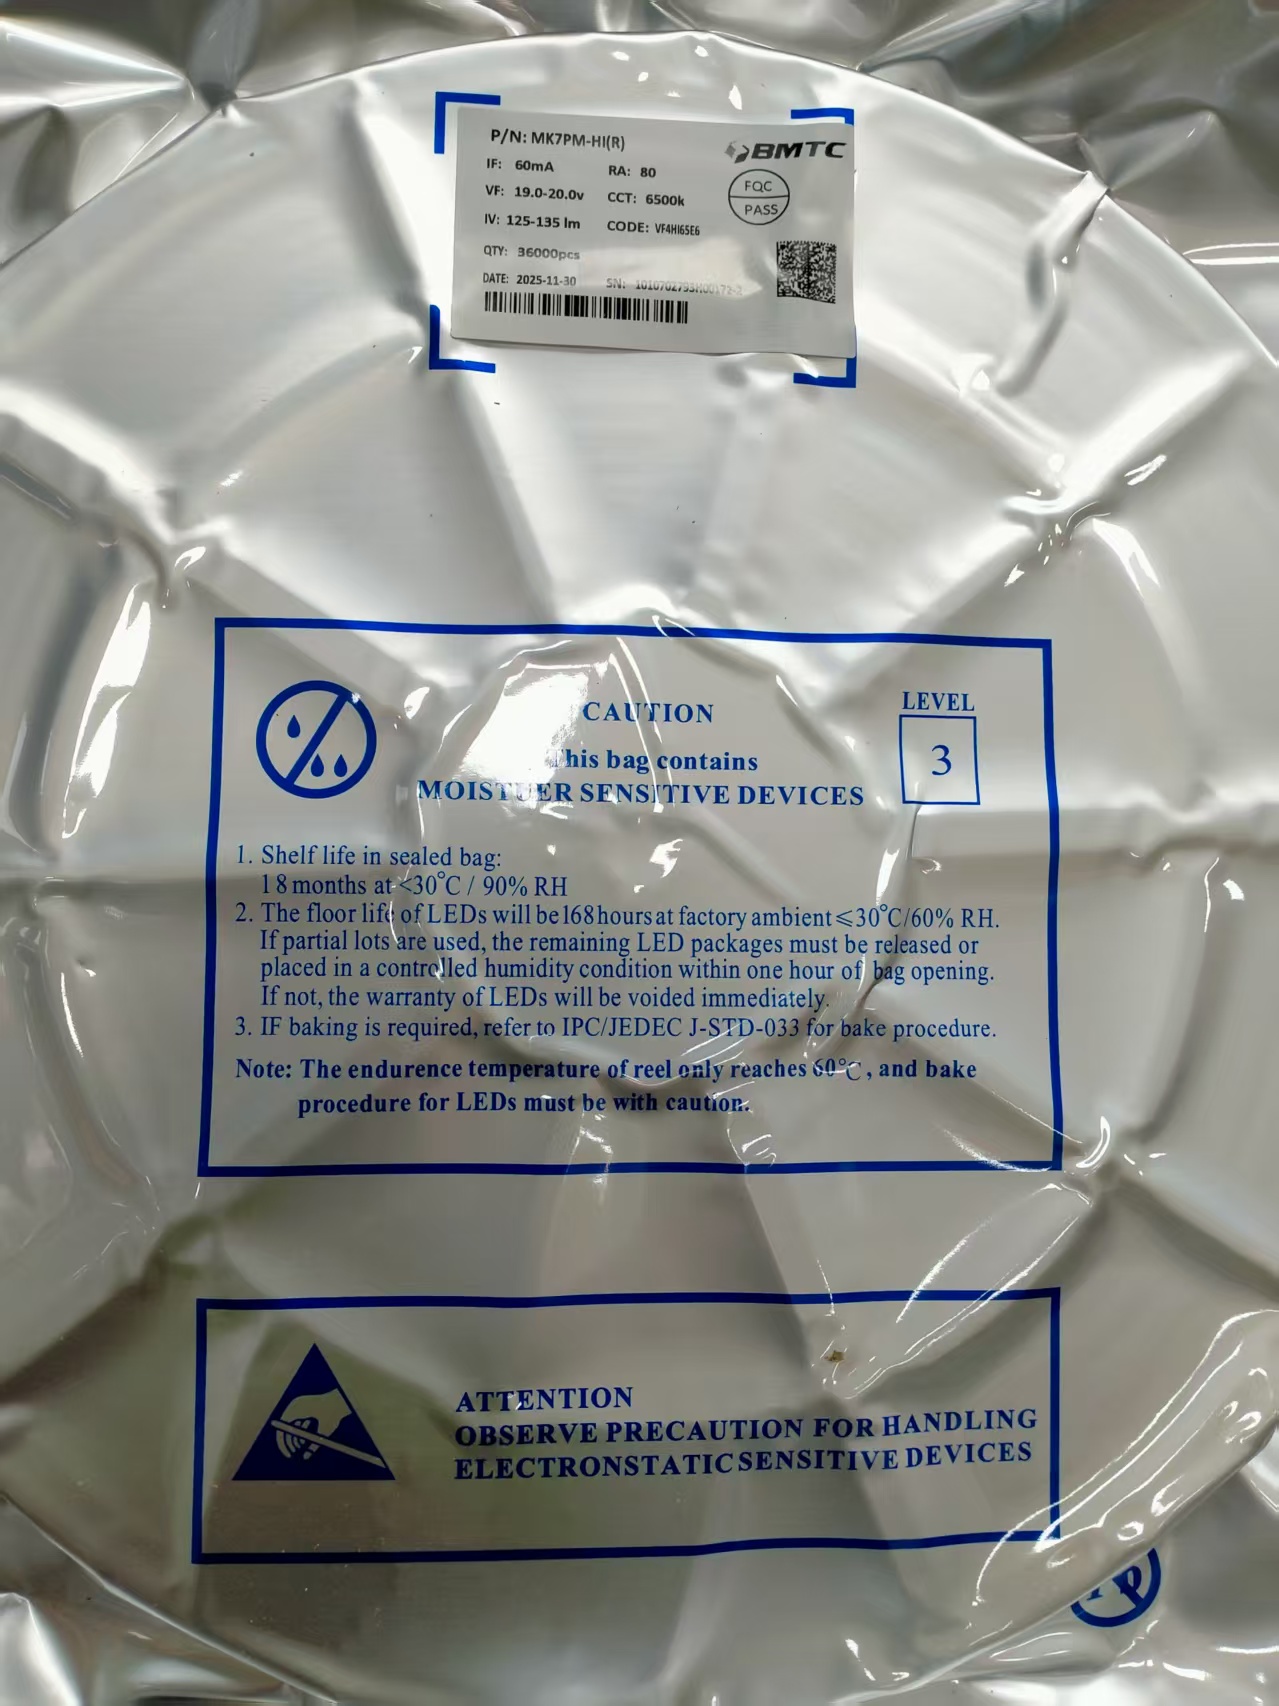 P/N: MK7PM-HI(R)
BMTC
IF: 60mA RA: 80
VF: 19.0-20.0v CCT: 6500k
FQC
PASS
IV: 125-135 lm CODE: VF4HI65E6
QTY: 36000pcs
DATE: 2025-11-30 SN:
LEVEL
3
CAUTION
This bag contains
MOISTUER SENSITIVE DEVICES
1. Shelf life in sealed bag:
18 months at <30°C / 90% RH
2. The floor life of LEDs will be 168 hours at factory ambient ≤30°C/60% RH.
If partial lots are used, the remaining LED packages must be released or
placed in a controlled humidity condition within one hour of bag opening.
If not, the warranty of LEDs will be voided immediately.
3. IF baking is required, refer to IPC/JEDEC J-STD-033 for bake procedure.
Note: The endurence temperature of reel only reaches 60°C, and bake
procedure for LEDs must be with caution.
ATTENTION
OBSERVE PRECAUTION FOR HANDLING
ELECTRONSTATIC SENSITIVE DEVICES